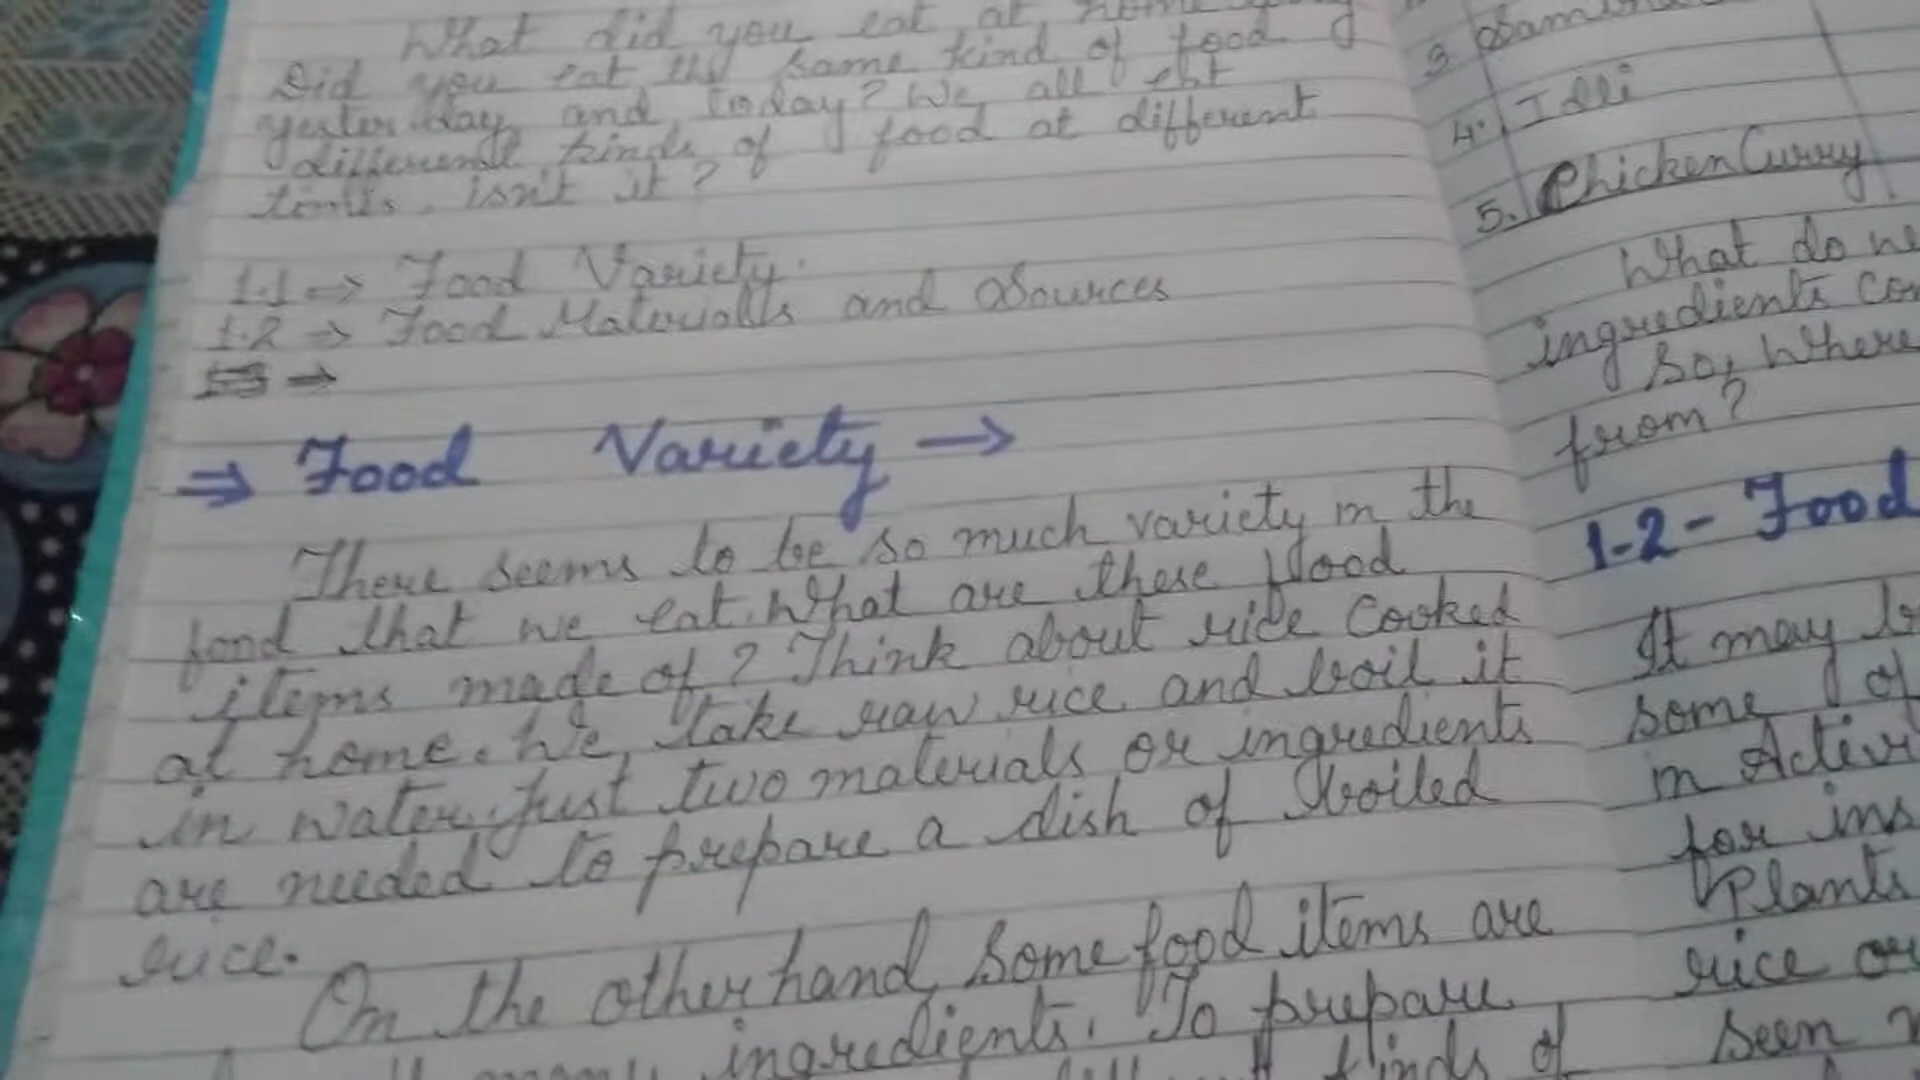 What did you eat at home
Did you eat the same kind of food
yesterday and today? We all eat
different kinds of food at different
times, isn't it?
1.1 => Food Variety.
1.2 => Food Materialls and Sources
⇒ Food Variety →
There seems to be so much variety in the
food that we eat. What are these food
items made of? Think about rice cooked
at home. We take raw rice and boil it
in water. Just two materials or ingredients
are needed to prepare a dish of boiled
rice.
On the other hand some food items are
ingredients. To prepare
kinds of
3.
4. Idli
5. Chicken Curry
What do we
ingredients
So, Where
from?
1-2- Food
It may
some of
in
for
Plants
rice or
seen